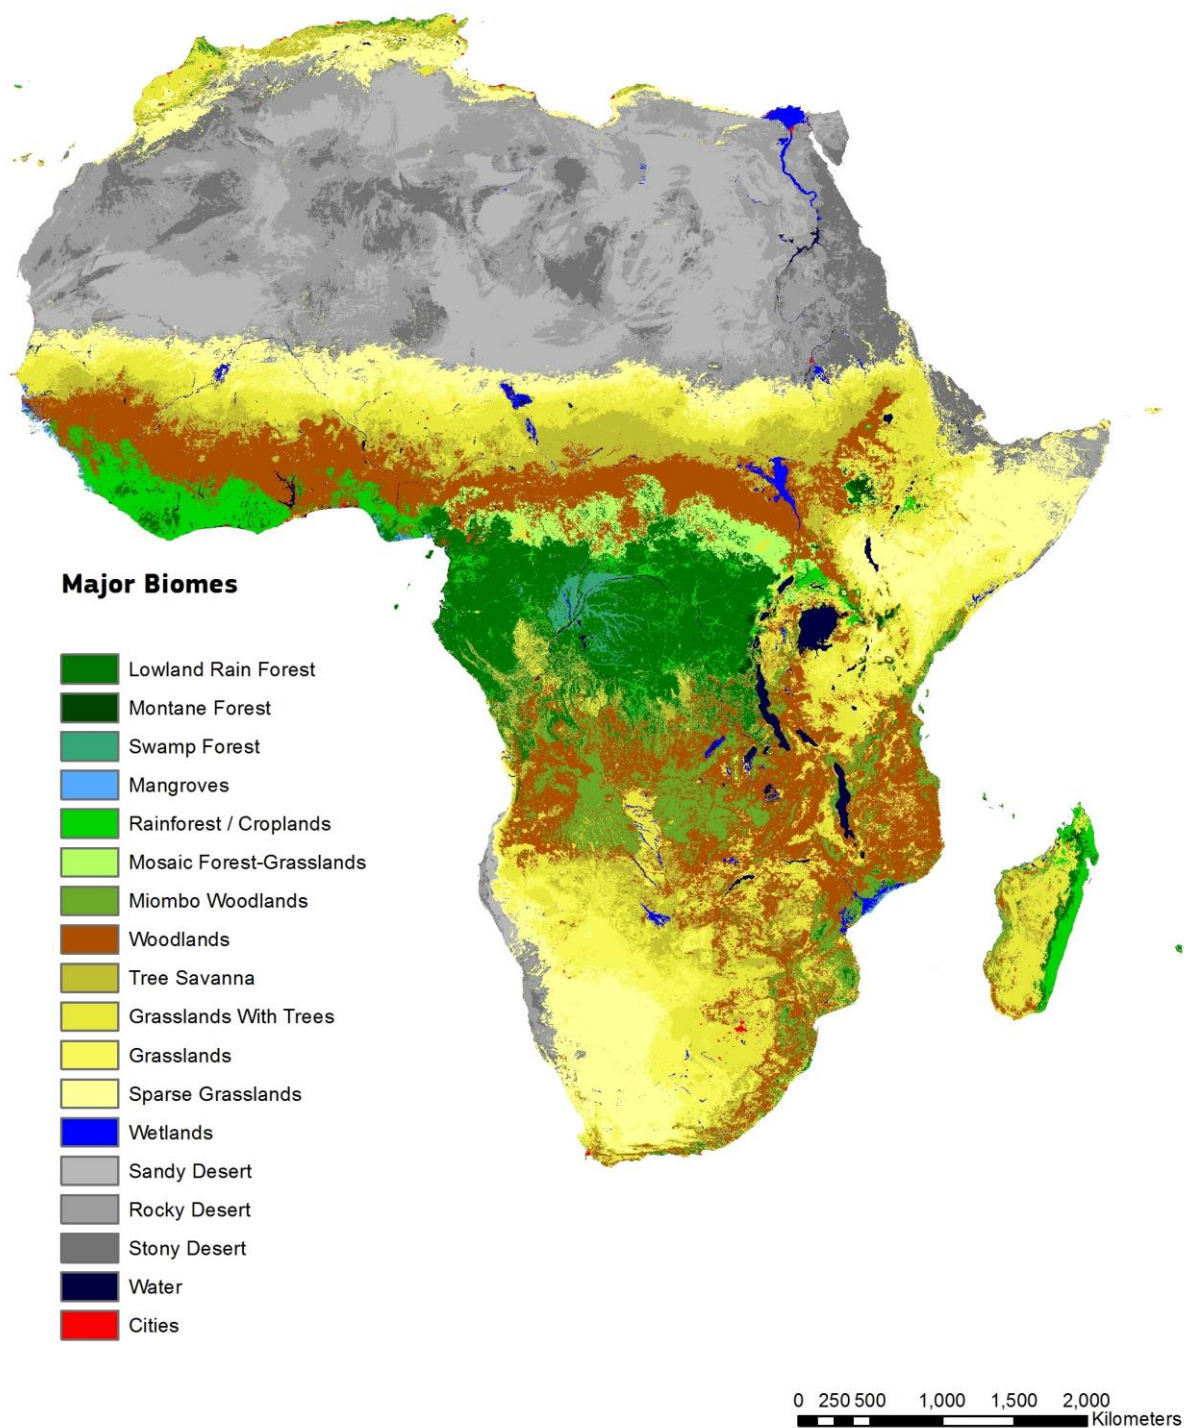 Major Biomes
Lowland Rain Forest
Montane Forest
Swamp Forest
Mangroves
Rainforest / Croplands
Mosaic Forest-Grasslands
Miombo Woodlands
Woodlands
Tree Savanna
Grasslands With Trees
Grasslands
Sparse Grasslands
Wetlands
Sandy Desert
Rocky Desert
Stony Desert
Water
Cities
0 250 500 1,000 1,500 2,000
Kilometers